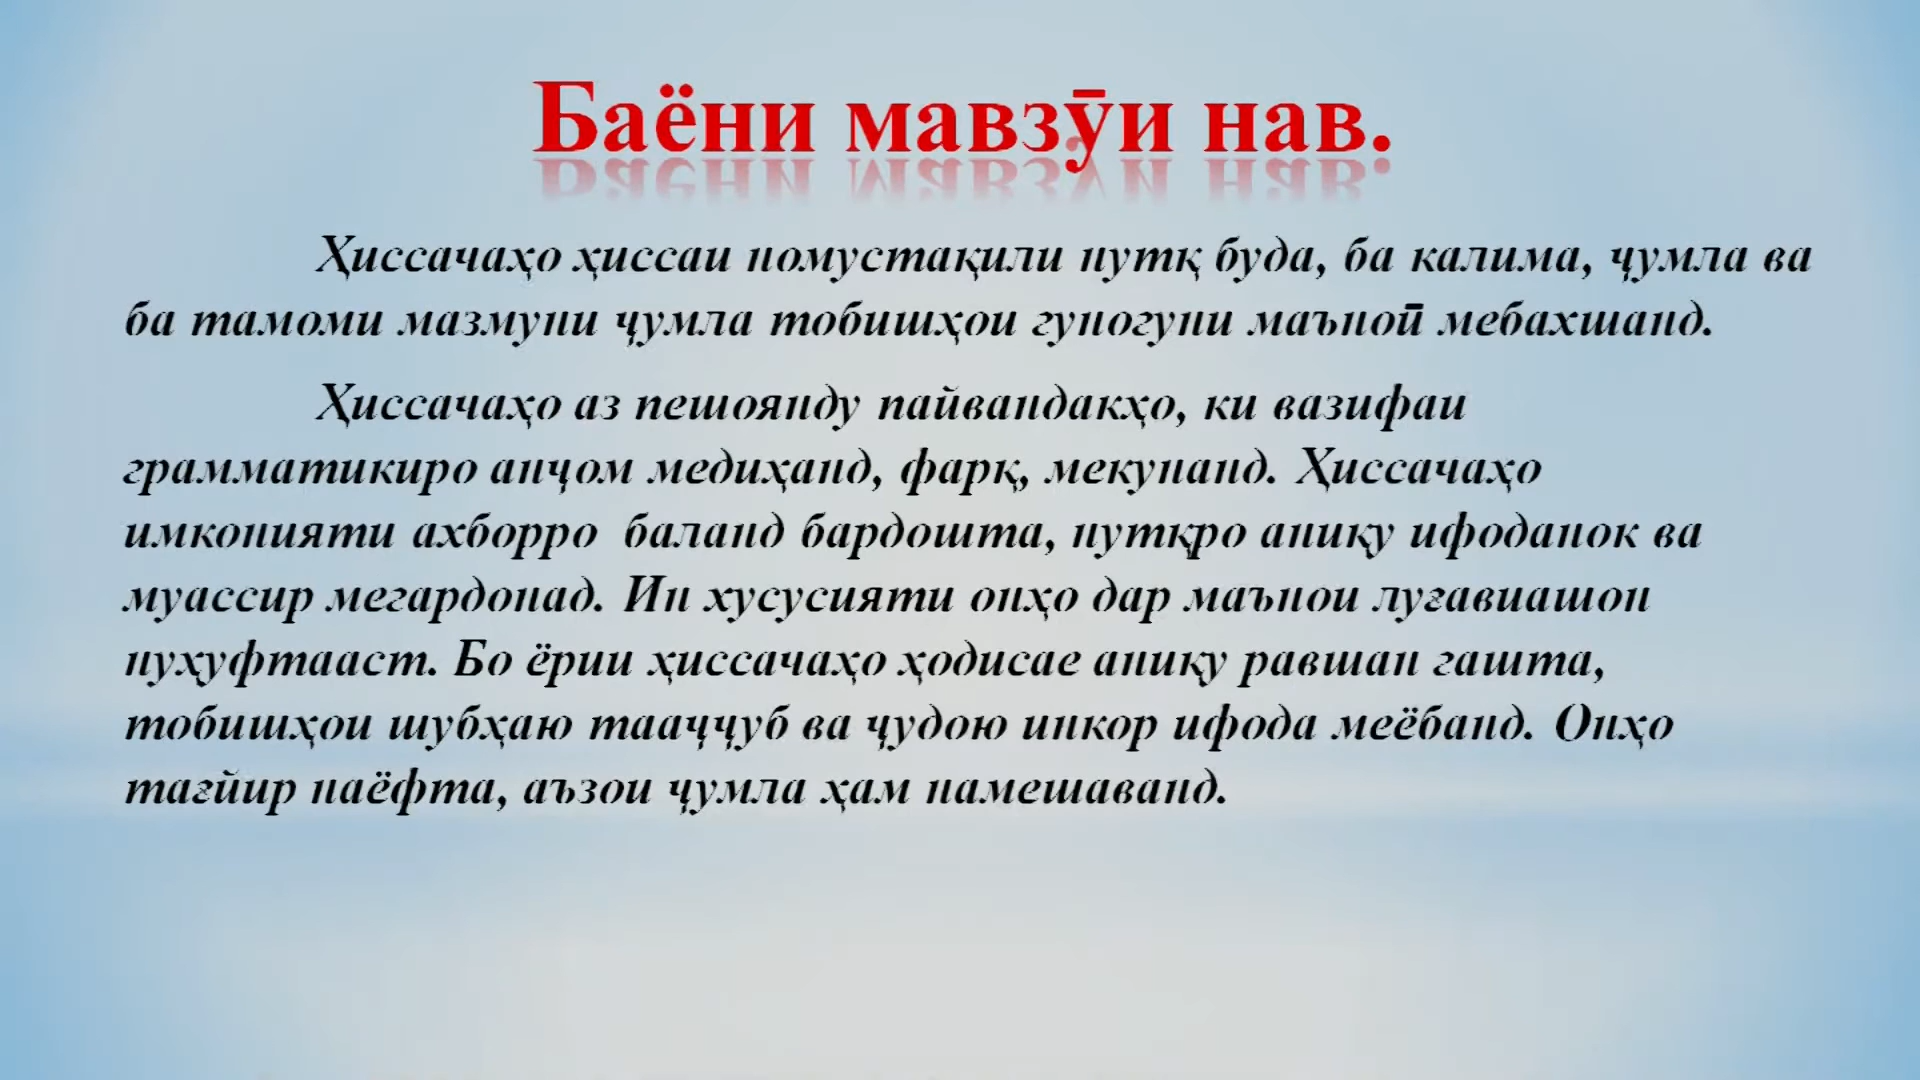 Баёни мавзӯи нав.
Ҳиссачаҳо ҳиссаи номустақили нутқ буда, ба калима, ҷумла ва
ба тамоми мазмуни ҷумла тобишҳои гуногуни маъноӣ мебахшанд.
Ҳиссачаҳо аз пешоянду пайвандакҳо, ки вазифаи
грамматикиро анҷом медиҳанд, фарқ, мекунанд. Ҳиссачаҳо
имконияти ахборро баланд бардошта, нутқро аниқу ифоданок ва
муассир мегардонад. Ин хусусияти онҳо дар маънои луғавиашон
нуҳуфтааст. Бо ёрии ҳиссачаҳо ҳодисае аниқу равшан гашта,
тобишҳои шубҳаю тааҷҷуб ва ҷудою инкор ифода меёбанд. Онҳо
тағйир наёфта, аъзои ҷумла ҳам намешаванд.